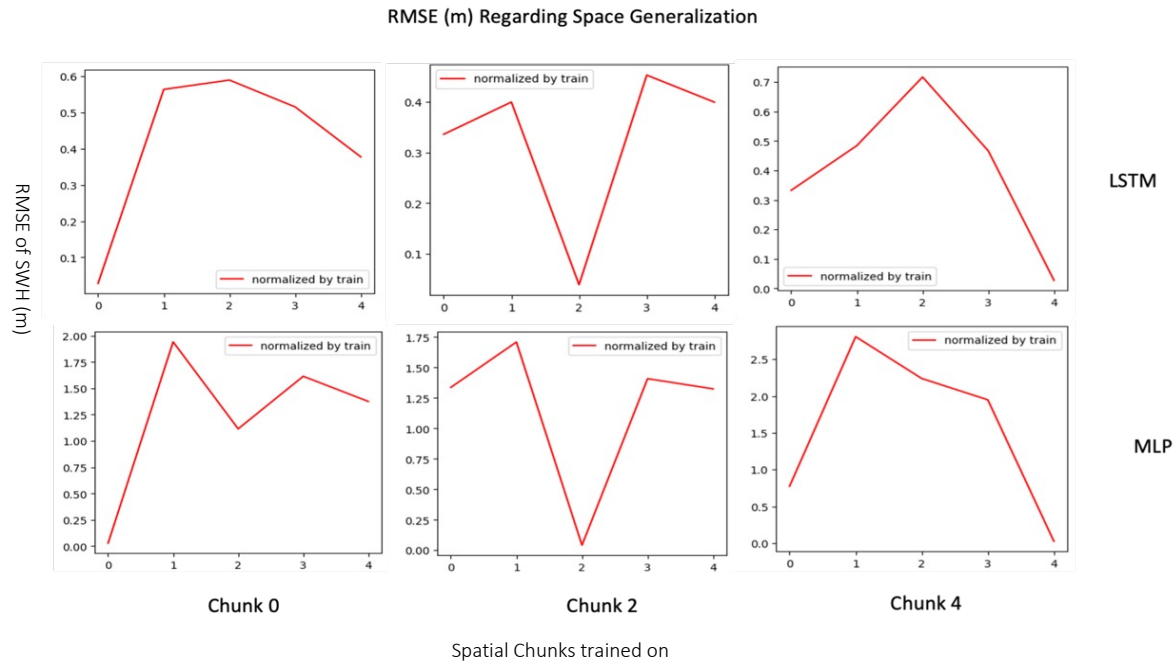 RMSE (m) Regarding Space Generalization
RMSE of SWH (m)
0.6
0.5
0.4
0.3
0.2
0.1
normalized by train
0 1 2 3 4
normalized by train
0.4
0.3
0.2
0.1
0 1 2 3 4
0.7
0.6
0.5
0.4
0.3
0.2
0.1
0.0
normalized by train
0 1 2 3 4
LSTM
2.00
1.75
1.50
1.25
1.00
0.75
0.50
0.25
0.00
normalized by train
0 1 2 3 4
1.75
1.50
1.25
1.00
0.75
0.50
0.25
0.00
normalized by train
0 1 2 3 4
2.5
2.0
1.5
1.0
0.5
0.0
normalized by train
0 1 2 3 4
MLP
Chunk 0
Chunk 2
Chunk 4
Spatial Chunks trained on